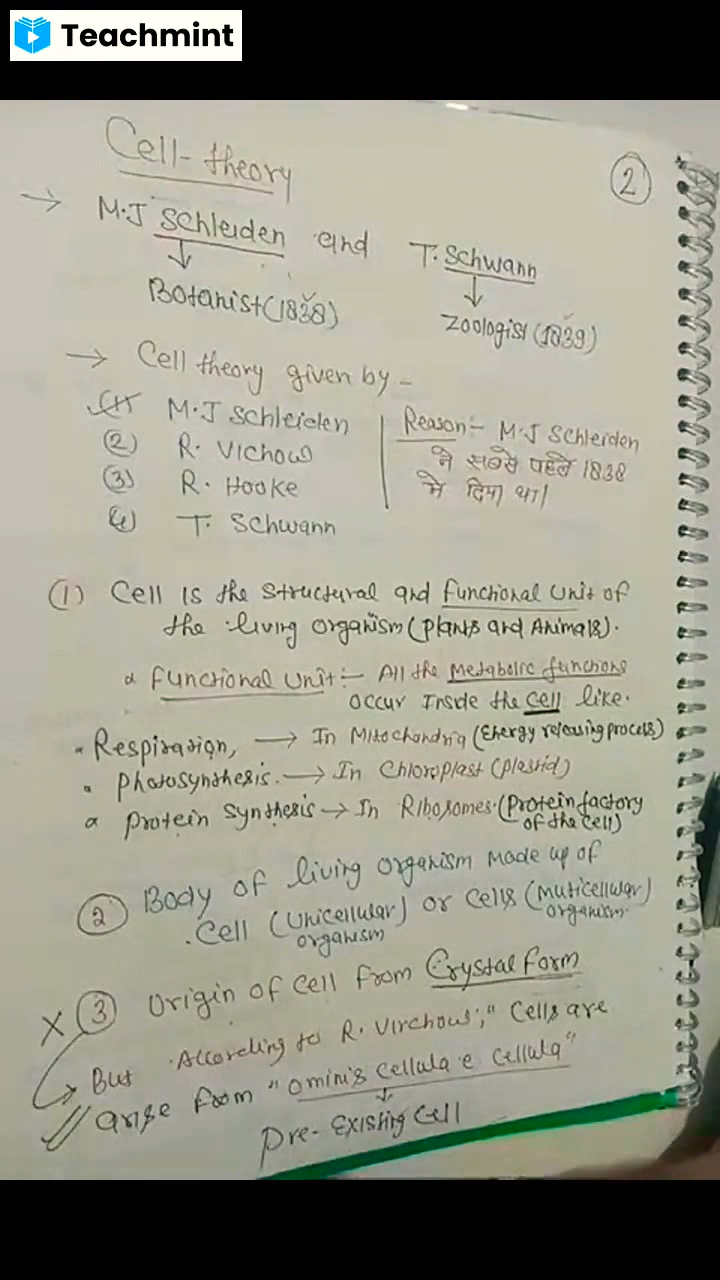 Teachmint
Cell-theory
2
→ M.J Schleiden and T. Schwann
Botanist (1838)
Zoologist (1839)
→ Cell theory given by -
(1) M.J Schleiden
(2) R. Vichow
(3) R. Hooke
(4) T. Schwann
Reason:- M.J Schleiden
ने सबसे पहले 1838
मे दिया था।
(1) Cell is the structural and functional unit of
the living organism (plants and Animals).
Functional unit:- All the Metabolic functions
occur inside the cell like.
Respiration, → In Mitochondria (Energy releasing process)
Photosynthesis. → In Chloroplast (plastid)
Protein synthesis → In Ribosomes. (Protein factory
of the cell)
(2) Body of living organism made up of
Cell (Unicellular) or cells (Muticellular)
organism organism.
X (3) Origin of cell from Crystal form
But According to R. Virchows," Cells are
arise from "ominis cellula e cellula"
Pre-Existing Cell